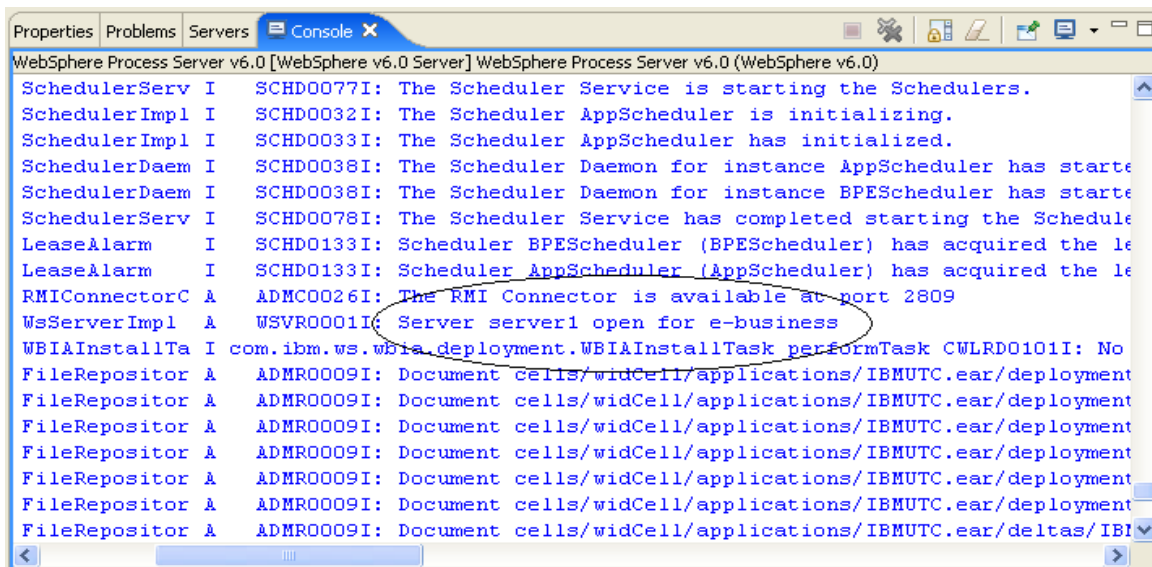 Properties Problems Servers Console
WebSphere Process Server v6.0 [WebSphere v6.0 Server] WebSphere Process Server v6.0 (WebSphere v6.0)
SchedulerServ I SCHD0077I: The Scheduler Service is starting the Schedulers.
SchedulerImpl I SCHD0032I: The Scheduler AppScheduler is initializing.
SchedulerImpl I SCHD0033I: The Scheduler AppScheduler has initialized.
SchedulerDaem I SCHD0038I: The Scheduler Daemon for instance AppScheduler has starte
SchedulerDaem I SCHD0038I: The Scheduler Daemon for instance BPEScheduler has starte
SchedulerServ I SCHD0078I: The Scheduler Service has completed starting the Schedule
LeaseAlarm I SCHD0133I: Scheduler BPEScheduler (BPEScheduler) has acquired the le
LeaseAlarm I SCHD0133I: Scheduler AppScheduler (AppScheduler) has acquired the le
RMIConnectorC A ADMC0026I: The RMI Connector is available at port 2809
WsServerImpl A WSVR0001I: Server server1 open for e-business
WBIAInstallTa I com.ibm.ws.wbia.deployment.WBIAInstallTask performTask CWLRD0101I: No
FileRepositor A ADMR0009I: Document cells/widCell/applications/IBMUTC.ear/deployment
FileRepositor A ADMR0009I: Document cells/widCell/applications/IBMUTC.ear/deployment
FileRepositor A ADMR0009I: Document cells/widCell/applications/IBMUTC.ear/deployment
FileRepositor A ADMR0009I: Document cells/widCell/applications/IBMUTC.ear/deployment
FileRepositor A ADMR0009I: Document cells/widCell/applications/IBMUTC.ear/deployment
FileRepositor A ADMR0009I: Document cells/widCell/applications/IBMUTC.ear/deployment
FileRepositor A ADMR0009I: Document cells/widCell/applications/IBMUTC.ear/deltas/IBM